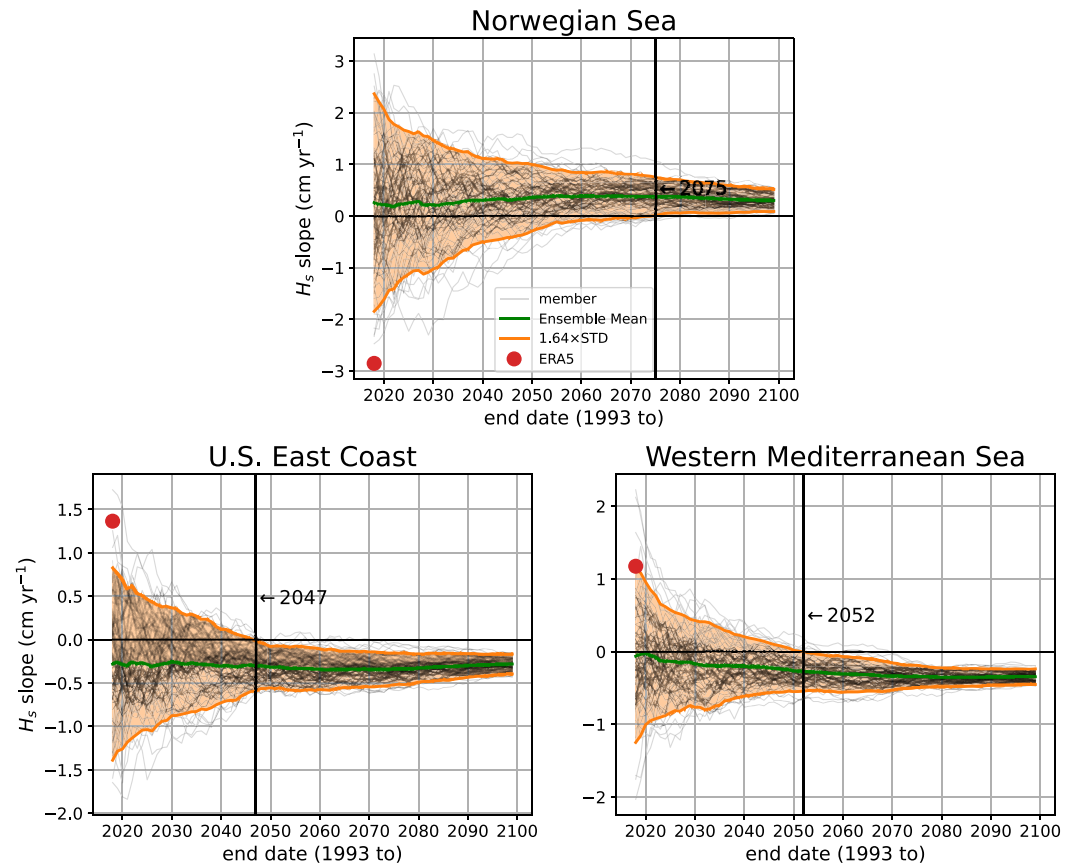 Norwegian Sea
3
2
1
0
−1
−2
−3
H_s slope (cm yr⁻¹)
← 2075
member
Ensemble Mean
1.64×STD
ERA5
2020 2030 2040 2050 2060 2070 2080 2090 2100
end date (1993 to)
U.S. East Coast
1.5
1.0
0.5
0.0
−0.5
−1.0
−1.5
−2.0
H_s slope (cm yr⁻¹)
← 2047
2020 2030 2040 2050 2060 2070 2080 2090 2100
end date (1993 to)
Western Mediterranean Sea
2
1
0
−1
−2
← 2052
2020 2030 2040 2050 2060 2070 2080 2090 2100
end date (1993 to)